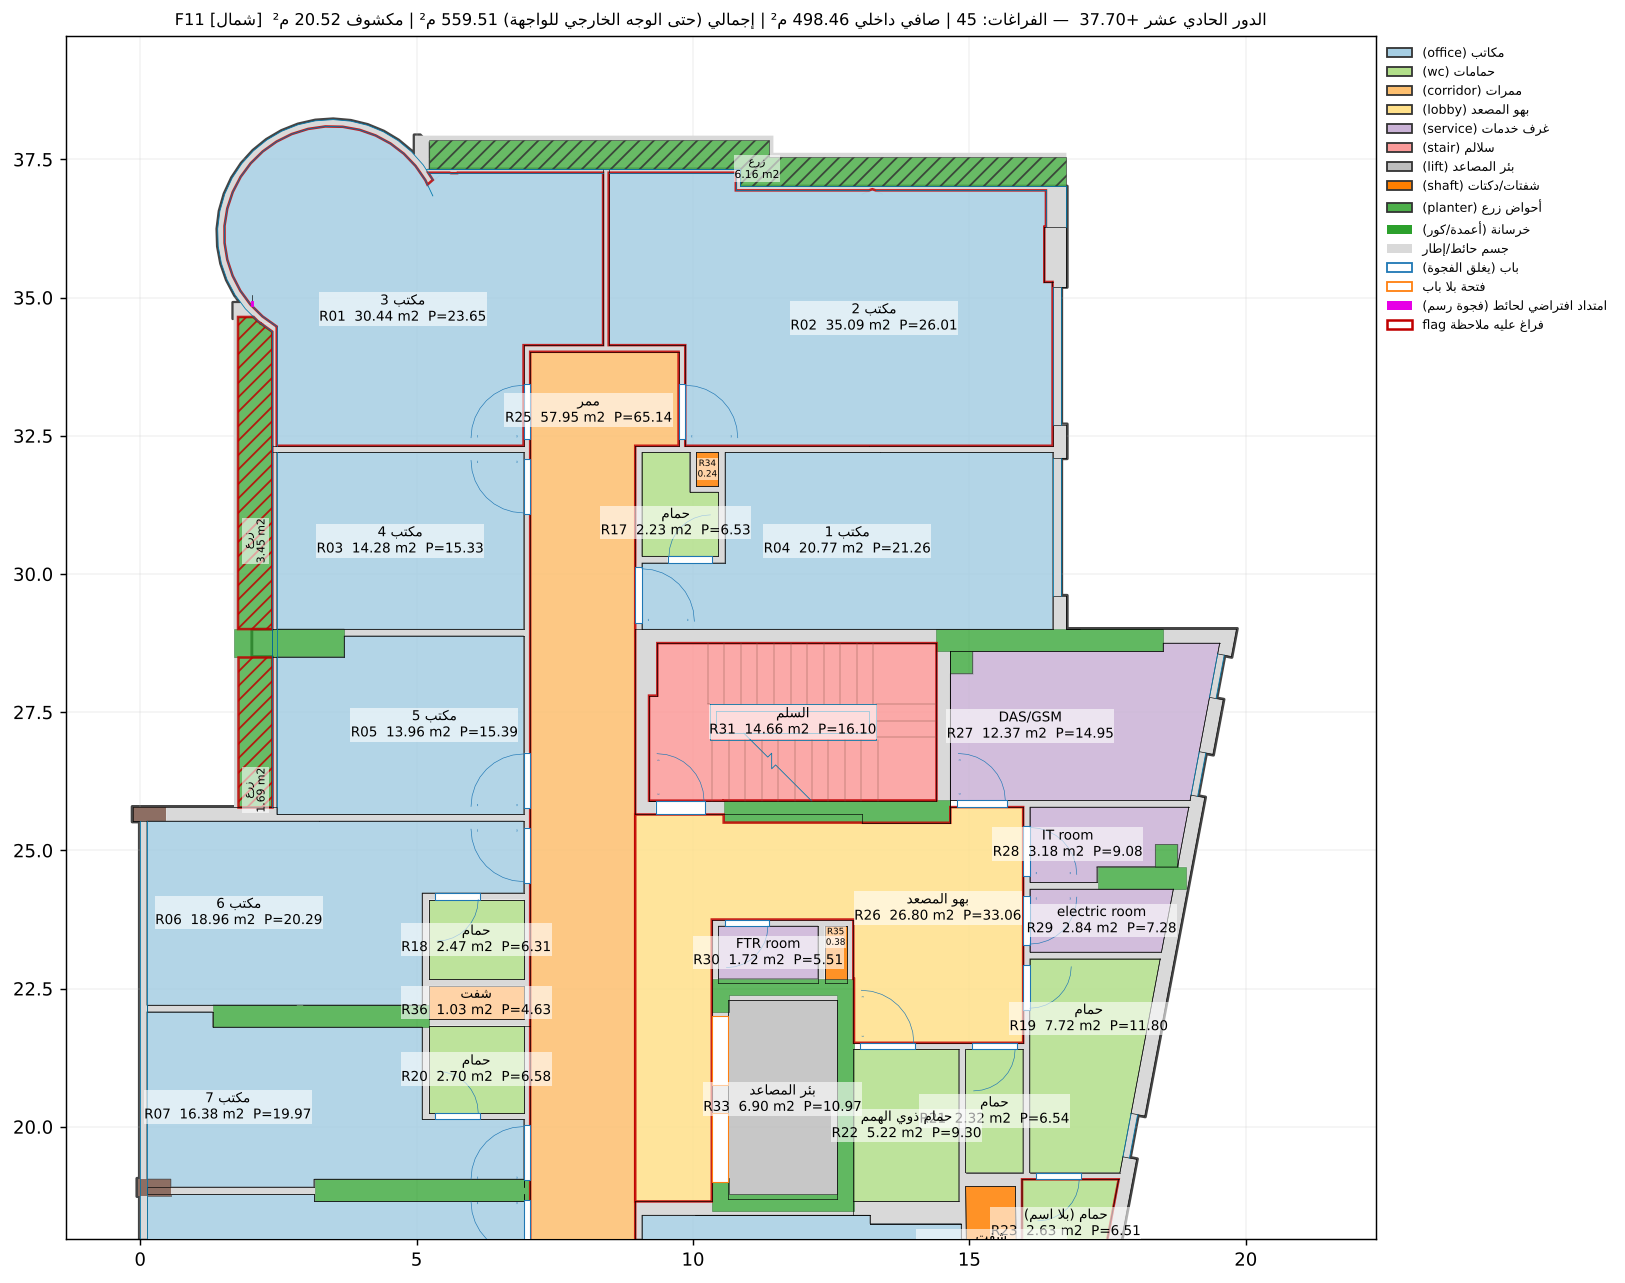 الدور الحادي عشر +37.70 — الفراغات: 45 | صافي داخلي 498.46 م² | إجمالي (حتى الوجه الخارجي للواجهة) 559.51 م² | مكشوف 20.52 م² [شمال] F11
مكاتب (office)
حمامات (wc)
ممرات (corridor)
بهو المصعد (lobby)
غرف خدمات (service)
سلالم (stair)
بئر المصاعد (lift)
شفتات/دكتات (shaft)
أحواض زرع (planter)
خرسانة (أعمدة/كور)
جسم حائط/إطار
باب (يغلق الفجوة)
فتحة بلا باب
امتداد افتراضي لحائط (فجوة رسم)
فراغ عليه ملاحظة flag
37.5
35.0
32.5
30.0
27.5
25.0
22.5
20.0
زرع
6.16 m2
مكتب 3
R01 30.44 m2 P=23.65
مكتب 2
R02 35.09 m2 P=26.01
ممر
R25 57.95 m2 P=65.14
R34
0.24
حمام
R17 2.23 m2 P=6.53
مكتب 4
R03 14.28 m2 P=15.33
مكتب 1
R04 20.77 m2 P=21.26
زرع
3.45 m2
مكتب 5
R05 13.96 m2 P=15.39
السلم
R31 14.66 m2 P=16.10
DAS/GSM
R27 12.37 m2 P=14.95
زرع
1.69 m2
IT room
R28 3.18 m2 P=9.08
مكتب 6
R06 18.96 m2 P=20.29
بهو المصعد
R26 26.80 m2 P=33.06
electric room
R29 2.84 m2 P=7.28
حمام
R18 2.47 m2 P=6.31
R35
0.38
FTR room
R30 1.72 m2 P=5.51
شفت
R36 1.03 m2 P=4.63
حمام
R19 7.72 m2 P=11.80
حمام
R20 2.70 m2 P=6.58
مكتب 7
R07 16.38 m2 P=19.97
بئر المصاعد
R33 6.90 m2 P=10.97
حمام
2.32 m2 P=6.54
حمام ذوي الهمم
R22 5.22 m2 P=9.30
حمام (بلا اسم)
R23 2.63 m2 P=6.51
شفت
0
5
10
15
20